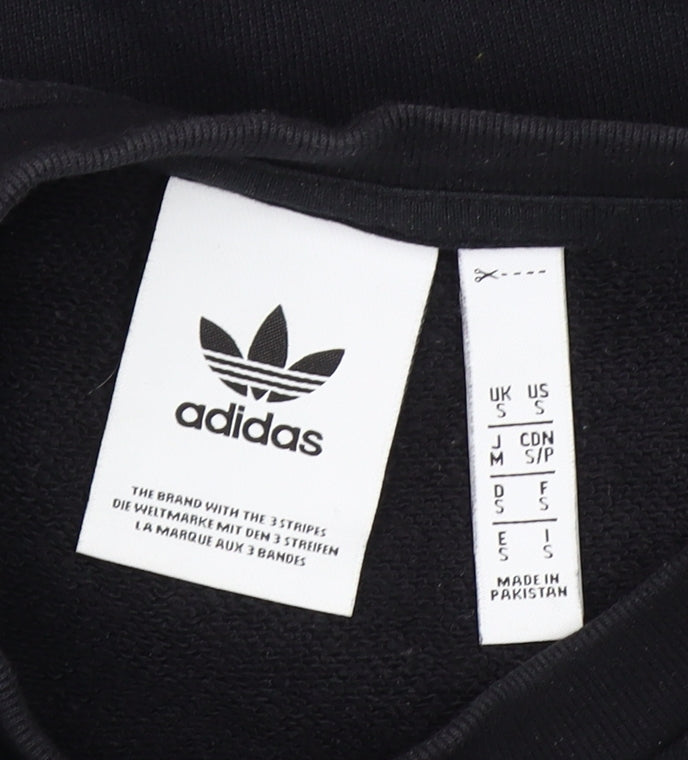 adidas
THE BRAND WITH THE 3 STRIPES
DIE WELTMARKE MIT DEN 3 STREIFEN
LA MARQUE AUX 3 BANDES
UK US
S S
J CDN
M S/P
D F
S S
E I
S S
MADE IN
PAKISTAN